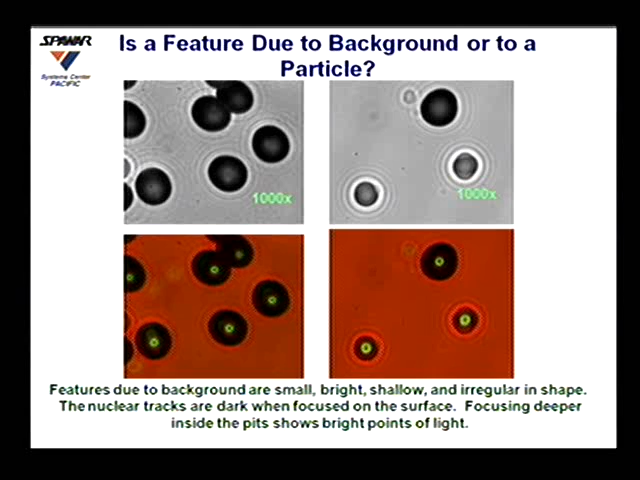 SPAWAR
Systems Center
PACIFIC
Is a Feature Due to Background or to a
Particle?
1000x
1000x
Features due to background are small, bright, shallow, and irregular in shape.
The nuclear tracks are dark when focused on the surface. Focusing deeper
inside the pits shows bright points of light.